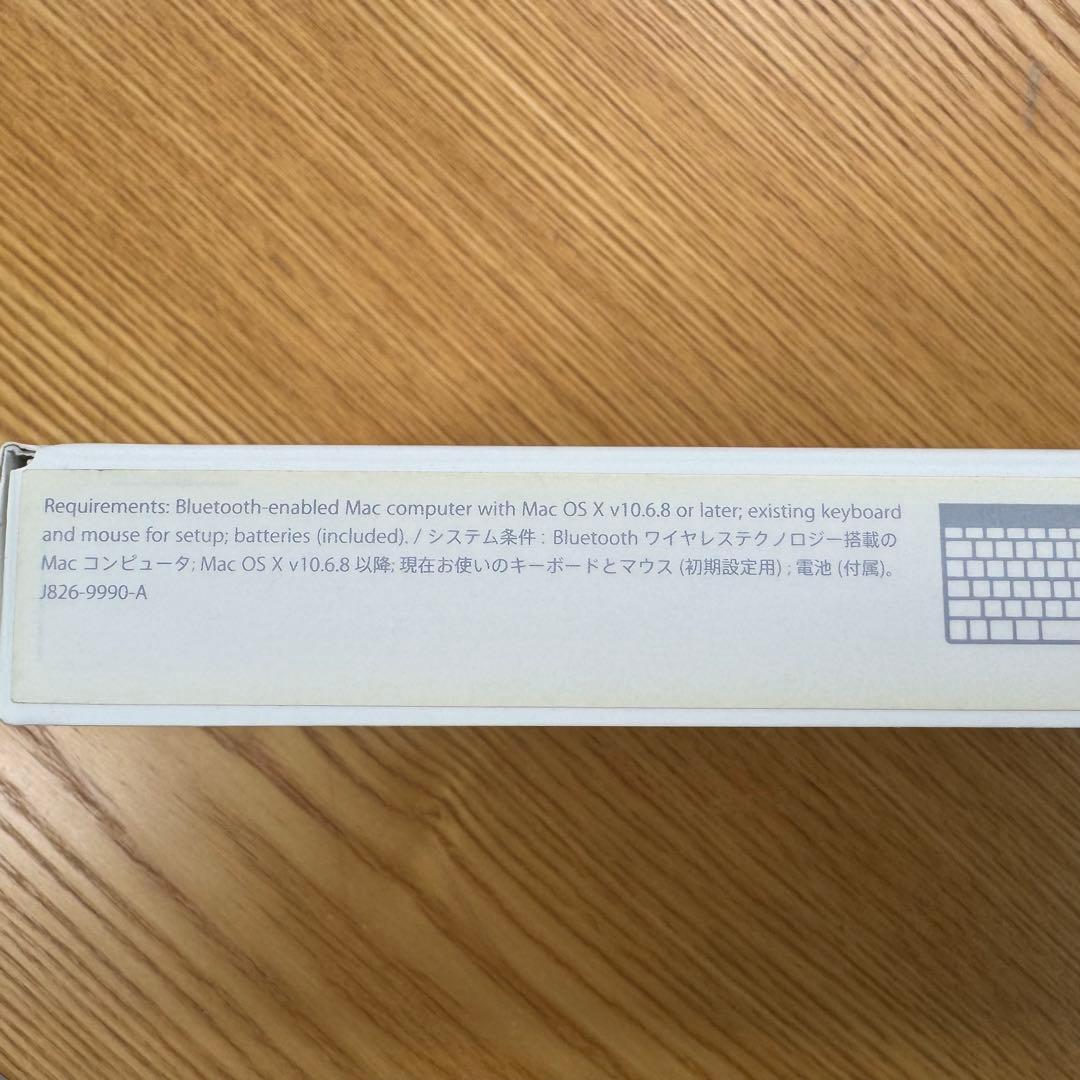 Requirements: Bluetooth-enabled Mac computer with Mac OS X v10.6.8 or later; existing keyboard
and mouse for setup; batteries (included). / システム条件 : Bluetooth ワイヤレステクノロジー搭載の
Mac コンピュータ; Mac OS X v10.6.8 以降; 現在お使いのキーボードとマウス (初期設定用) ; 電池 (付属)。
J826-9990-A